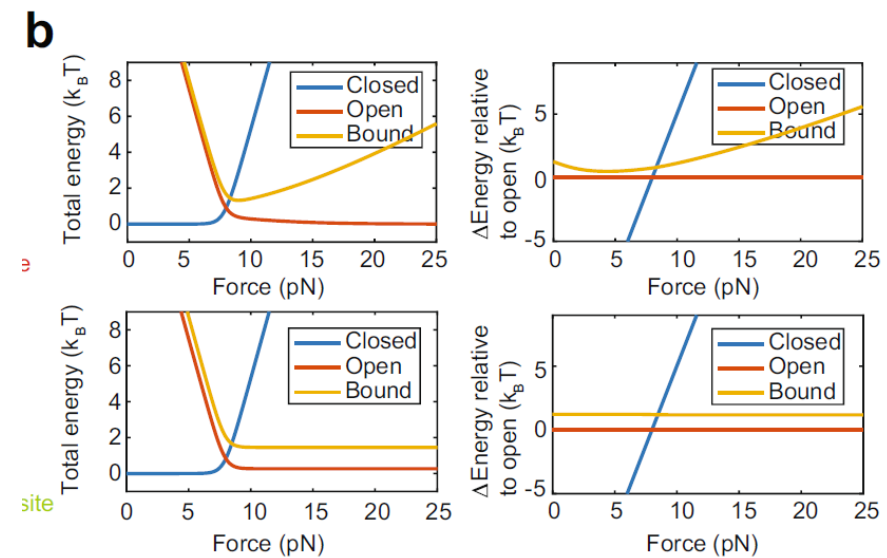 b
Total energy (kBT)
8
6
4
2
0
Closed
Open
Bound
0 5 10 15 20 25
Force (pN)
ΔEnergy relative
to open (kBT)
5
0
-5
Closed
Open
Bound
0 5 10 15 20 25
Force (pN)
e
Total energy (kBT)
8
6
4
2
0
Closed
Open
Bound
0 5 10 15 20 25
Force (pN)
site
ΔEnergy relative
to open (kBT)
5
0
-5
Closed
Open
Bound
0 5 10 15 20 25
Force (pN)